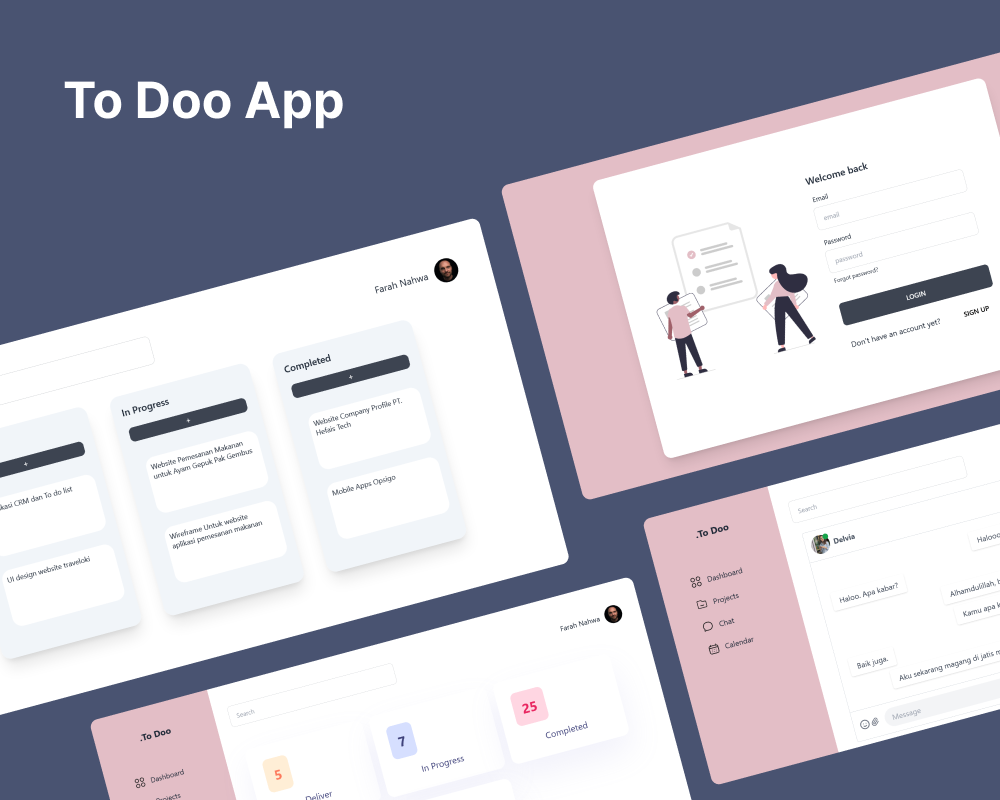 To Doo App
Welcome back
Email
email
Password
password
Forgot password?
LOGIN
Don't have an account yet?
SIGN UP
Farah Nahwa
+
kasi CRM dan To do list
UI design website traveloki
In Progress
+
Website Pemesanan Makanan
untuk Ayam Gepuk Pak Gembus
Wireframe Untuk website
aplikasi pemesanan makanan
Completed
+
Website Company Profile PT.
Hefais Tech
Mobile Apps Opsigo
.To Doo
Dashboard
Projects
Chat
Calendar
Search
Delvia
Halooo
Haloo. Apa kabar?
Alhamdulillah, b
Kamu apa k
Baik juga.
Aku sekarang magang di jatis m
Message
Farah Nahwa
.To Doo
Dashboard
Projects
Search
5
Deliver
7
In Progress
25
Completed